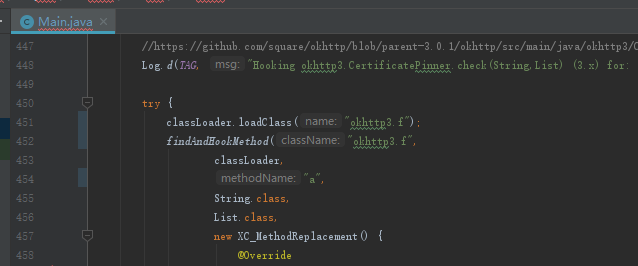 Main.java
447 //https://github.com/square/okhttp/blob/parent-3.0.1/okhttp/src/main/java/okhttp3/
448 Log.d(TAG, msg: "Hooking okhttp3.CertificatePinner.check(String,List) (3.x) for:
449
450 try {
451 classLoader.loadClass( name: "okhttp3.f");
452 findAndHookMethod( className: "okhttp3.f",
453 classLoader,
454 methodName: "a",
455 String.class,
456 List.class,
457 new XC_MethodReplacement() {
458 @Override